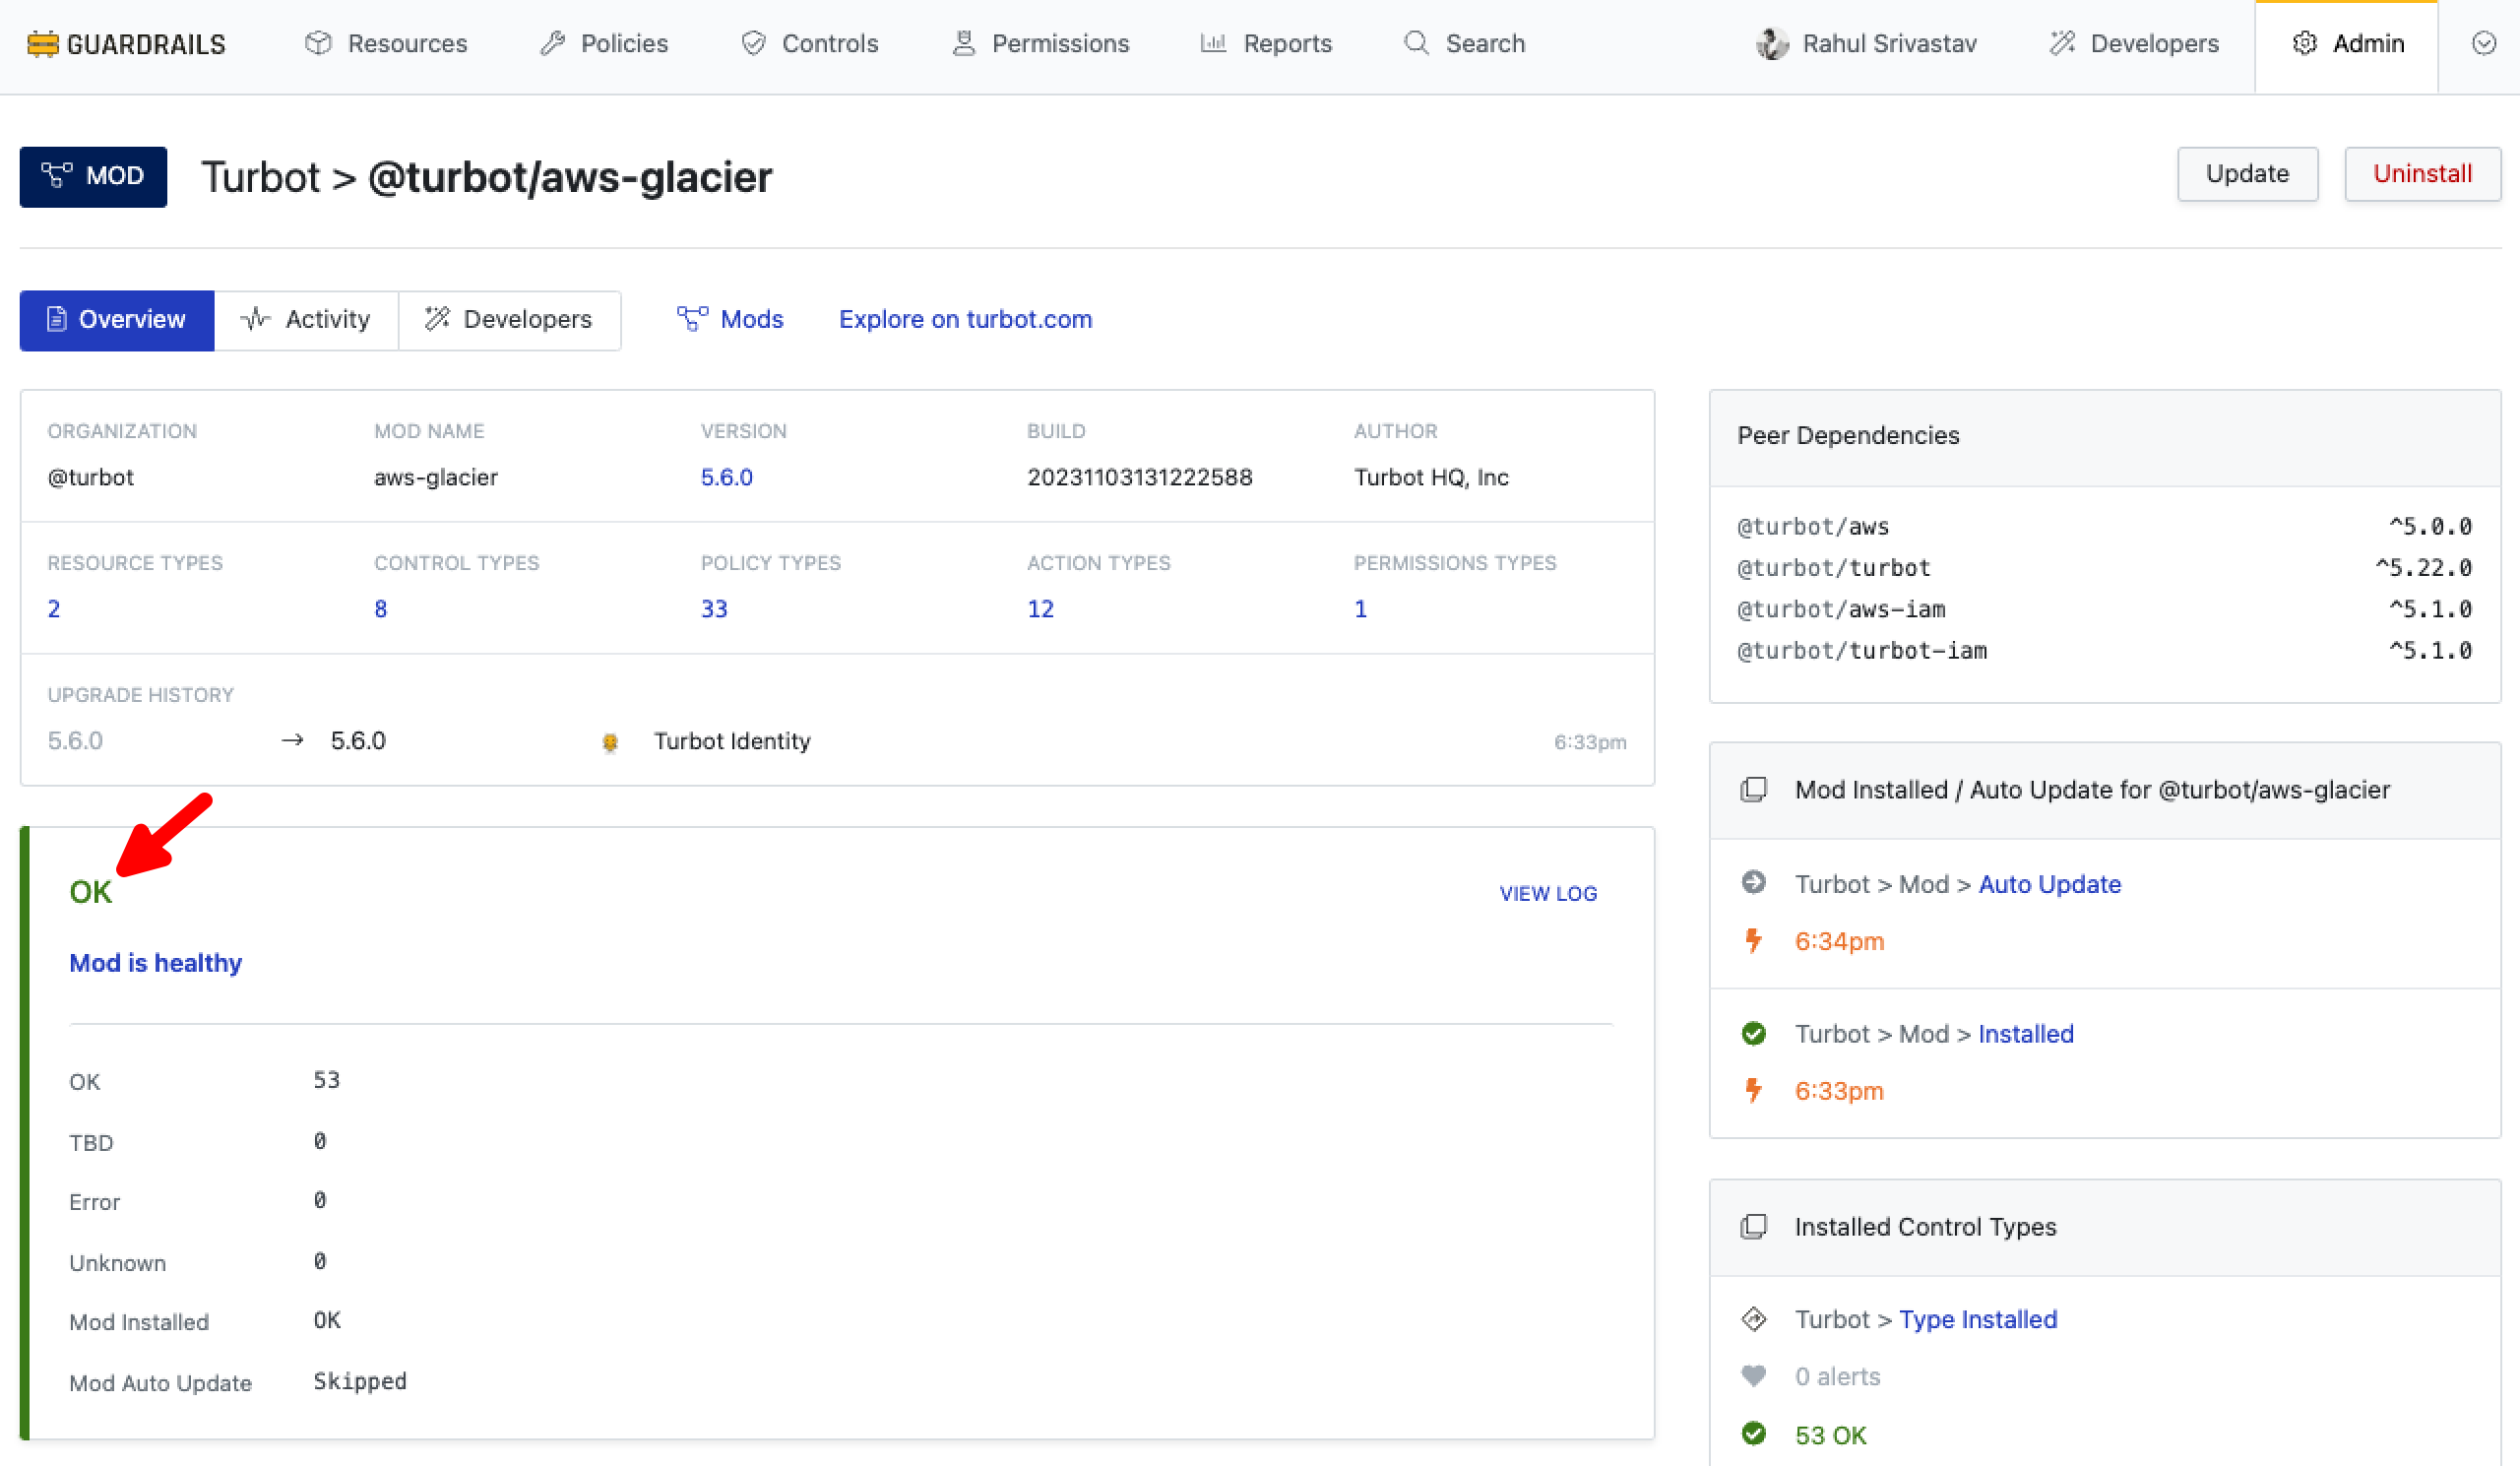 GUARDRAILS Resources Policies Controls Permissions Reports Search Rahul Srivastav Developers Admin
MOD Turbot > @turbot/aws-glacier Update Uninstall
Overview Activity Developers Mods Explore on turbot.com
ORGANIZATION MOD NAME VERSION BUILD AUTHOR
@turbot aws-glacier 5.6.0 20231103131222588 Turbot HQ, Inc
RESOURCE TYPES CONTROL TYPES POLICY TYPES ACTION TYPES PERMISSIONS TYPES
2 8 33 12 1
UPGRADE HISTORY
5.6.0 → 5.6.0 Turbot Identity 6:33pm
OK VIEW LOG
Mod is healthy
OK 53
TBD 0
Error 0
Unknown 0
Mod Installed OK
Mod Auto Update Skipped
Peer Dependencies
@turbot/aws ^5.0.0
@turbot/turbot ^5.22.0
@turbot/aws-iam ^5.1.0
@turbot/turbot-iam ^5.1.0
Mod Installed / Auto Update for @turbot/aws-glacier
Turbot > Mod > Auto Update
6:34pm
Turbot > Mod > Installed
6:33pm
Installed Control Types
Turbot > Type Installed
0 alerts
53 OK